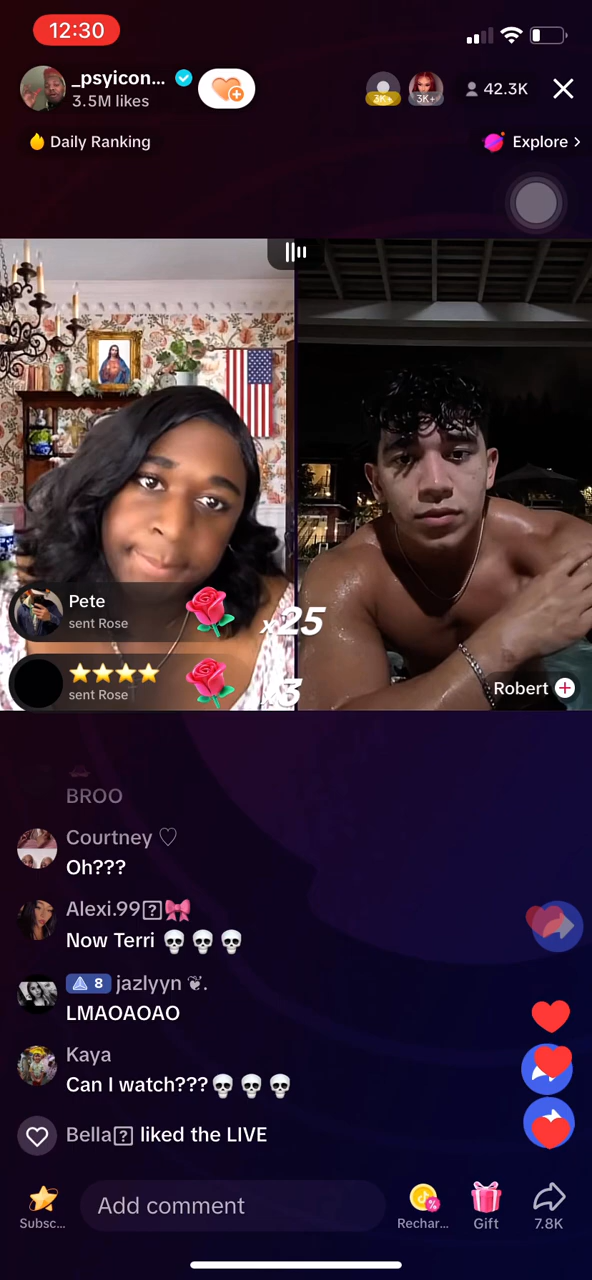 12:30
_psyicon...
3.5M likes
3K+
3K+
42.3K
Daily Ranking
Explore >
Pete
sent Rose
x25
⭐⭐⭐⭐
sent Rose
x3
Robert
BROO
Courtney ♡
Oh???
Alexi.99⍰🎀
Now Terri 💀💀💀
8 jazlyyn ❦.
LMAOAOAO
Kaya
Can I watch???💀💀💀
Bella⍰ liked the LIVE
Add comment
Subsc...
Rechar...
Gift
7.8K